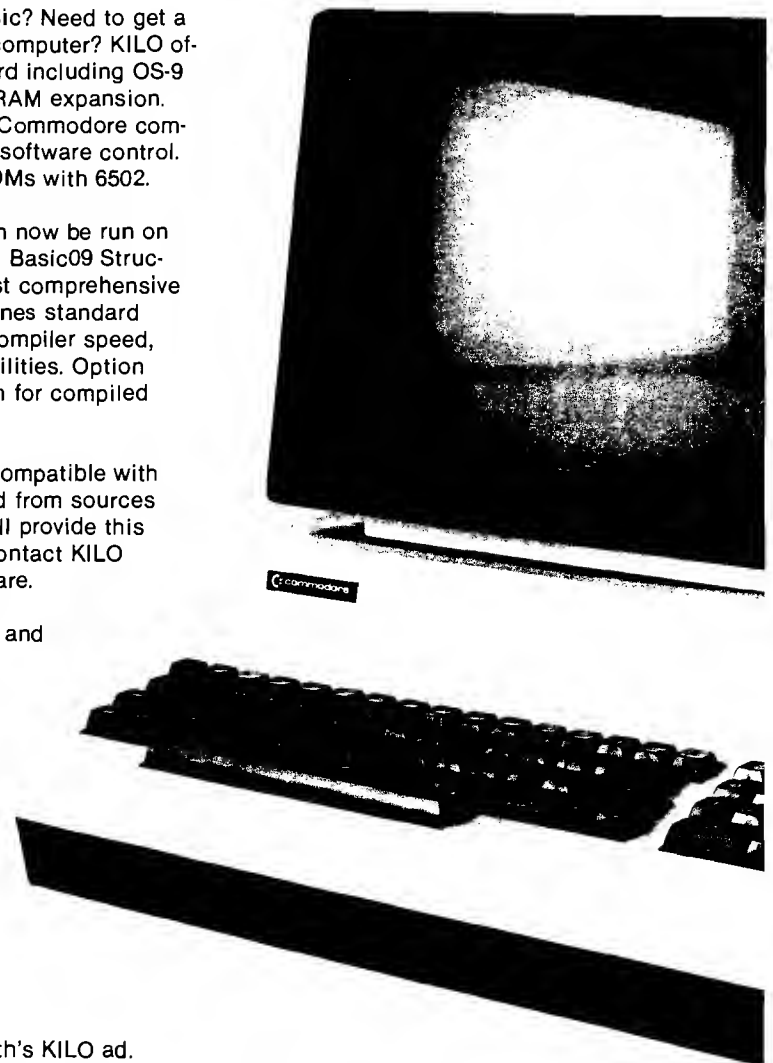 ic? Need to get a
computer? KILO of-
rd including OS-9
RAM expansion.
Commodore com-
software control.
OMs with 6502.
n now be run on
BasicO9 Struc-
st comprehensive
nes standard
ompiler speed,
ilities. Option
n for compiled
ompatible with
d from sources
ll provide this
ontact KILO
are.
commodore
and
th's KILO ad.